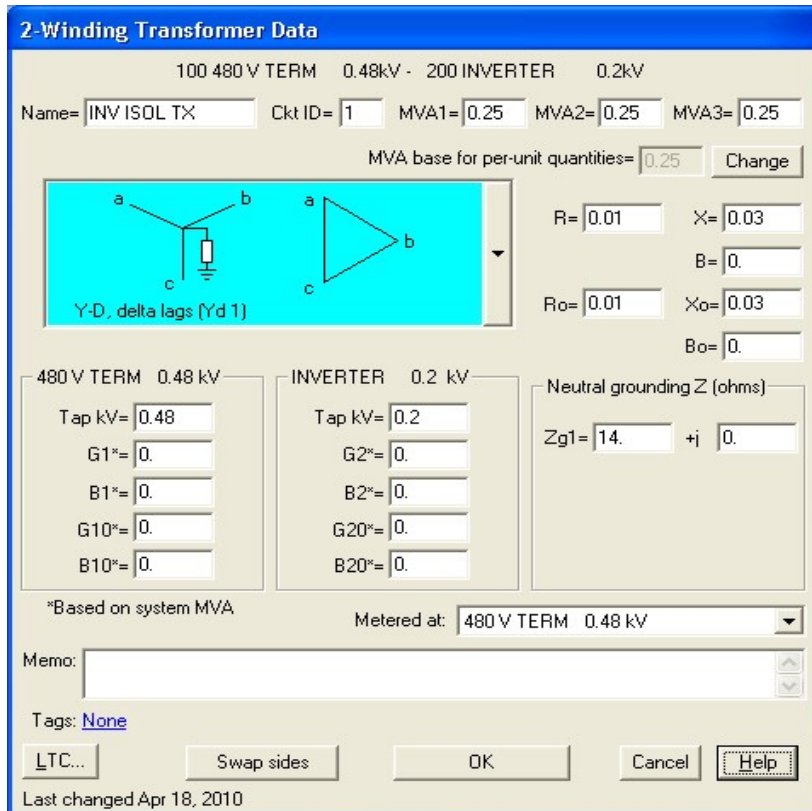 2-Winding Transformer Data
100 480 V TERM 0.48kV - 200 INVERTER 0.2kV
Name= INV ISOL TX Ckt ID= 1 MVA1= 0.25 MVA2= 0.25 MVA3= 0.25
MVA base for per-unit quantities= 0.25 Change
a b c a b c
Y-D, delta lags (Yd 1)
R= 0.01 X= 0.03
B= 0.
Ro= 0.01 Xo= 0.03
Bo= 0.
480 V TERM 0.48 kV
Tap kV= 0.48
G1*= 0.
B1*= 0.
G10*= 0.
B10*= 0.
INVERTER 0.2 kV
Tap kV= 0.2
G2*= 0.
B2*= 0.
G20*= 0.
B20*= 0.
Neutral grounding Z (ohms)
Zg1= 14. +j 0.
*Based on system MVA
Metered at: 480 V TERM 0.48 kV
Memo:
Tags: None
LTC... Swap sides OK Cancel Help
Last changed Apr 18, 2010